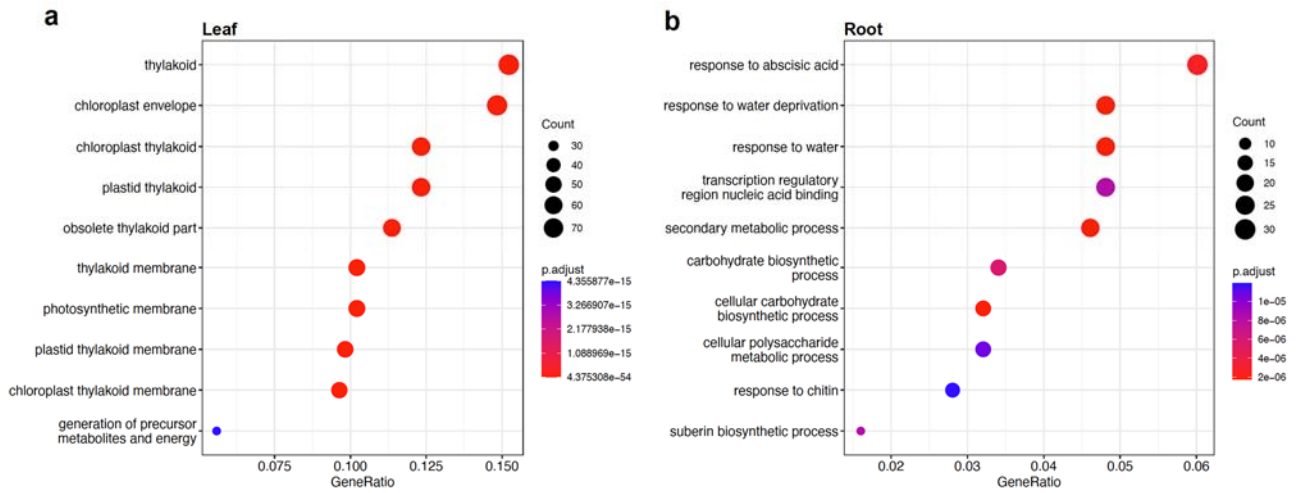 a
Leaf
thylakoid
chloroplast envelope
chloroplast thylakoid
plastid thylakoid
obsolete thylakoid part
thylakoid membrane
photosynthetic membrane
plastid thylakoid membrane
chloroplast thylakoid membrane
generation of precursor
metabolites and energy
0.075 0.100 0.125 0.150
GeneRatio
Count
30
40
50
60
70
p.adjust
4.355877e−15
3.266907e−15
2.177938e−15
1.088969e−15
4.375308e−54
b
Root
response to abscisic acid
response to water deprivation
response to water
transcription regulatory
region nucleic acid binding
secondary metabolic process
carbohydrate biosynthetic
process
cellular carbohydrate
biosynthetic process
cellular polysaccharide
metabolic process
response to chitin
suberin biosynthetic process
0.02 0.03 0.04 0.05 0.06
GeneRatio
Count
10
15
20
25
30
p.adjust
1e−05
8e−06
6e−06
4e−06
2e−06